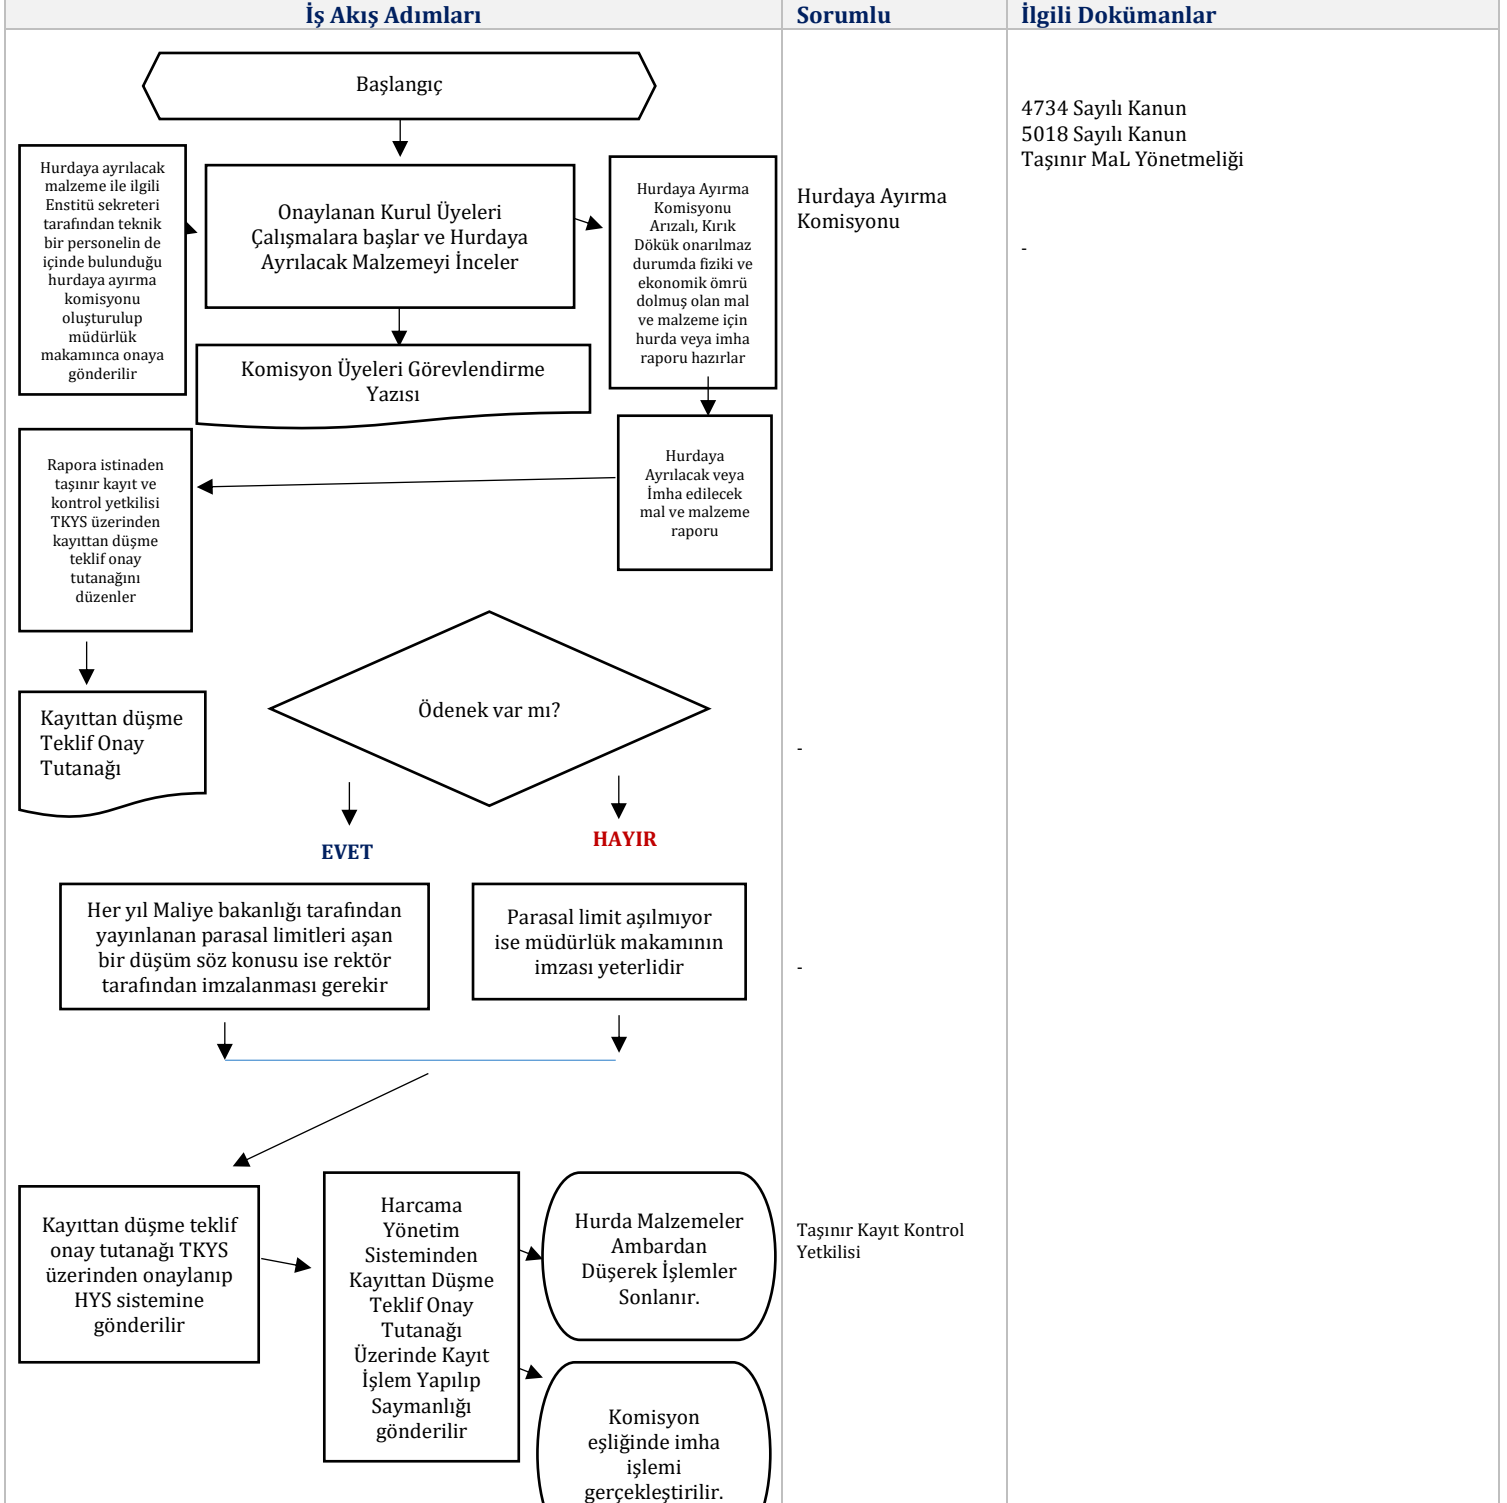 İş Akış Adımları
Sorumlu
İlgili Dokümanlar
Başlangıç
Hurdaya ayrılacak
malzeme ile ilgili
Enstitü sekreteri
tarafından teknik
bir personelin de
içinde bulunduğu
hurdaya ayırma
komisyonu
oluşturulup
müdürlük
makamınca onaya
gönderilir
Onaylanan Kurul Üyeleri
Çalışmalara başlar ve Hurdaya
Ayrılacak Malzemeyi İnceler
Hurdaya Ayırma
Komisyonu
Arızalı, Kırık
Dökük onarılmaz
durumda fiziki ve
ekonomik ömrü
dolmuş olan mal
ve malzeme için
hurda veya imha
raporu hazırlar
Komisyon Üyeleri Görevlendirme
Yazısı
Hurdaya
Ayrılacak veya
İmha edilecek
mal ve malzeme
raporu
Rapora istinaden
taşınır kayıt ve
kontrol yetkilisi
TKYS üzerinden
kayıttan düşme
teklif onay
tutanağını
düzenler
Kayıttan düşme
Teklif Onay
Tutanağı
Ödenek var mı?
EVET
HAYIR
Her yıl Maliye bakanlığı tarafından
yayınlanan parasal limitleri aşan
bir düşüm söz konusu ise rektör
tarafından imzalanması gerekir
Parasal limit aşılmıyor
ise müdürlük makamının
imzası yeterlidir
Kayıttan düşme teklif
onay tutanağı TKYS
üzerinden onaylanıp
HYS sistemine
gönderilir
Harcama
Yönetim
Sisteminden
Kayıttan Düşme
Teklif Onay
Tutanağı
Üzerinde Kayıt
İşlem Yapılıp
Saymanlığı
gönderilir
Hurda Malzemeler
Ambardan
Düşerek İşlemler
Sonlanır.
Komisyon
eşliğinde imha
işlemi
gerçekleştirilir.
Hurdaya Ayırma
Komisyonu
-
-
Taşınır Kayıt Kontrol
Yetkilisi
4734 Sayılı Kanun
5018 Sayılı Kanun
Taşınır MaL Yönetmeliği
-